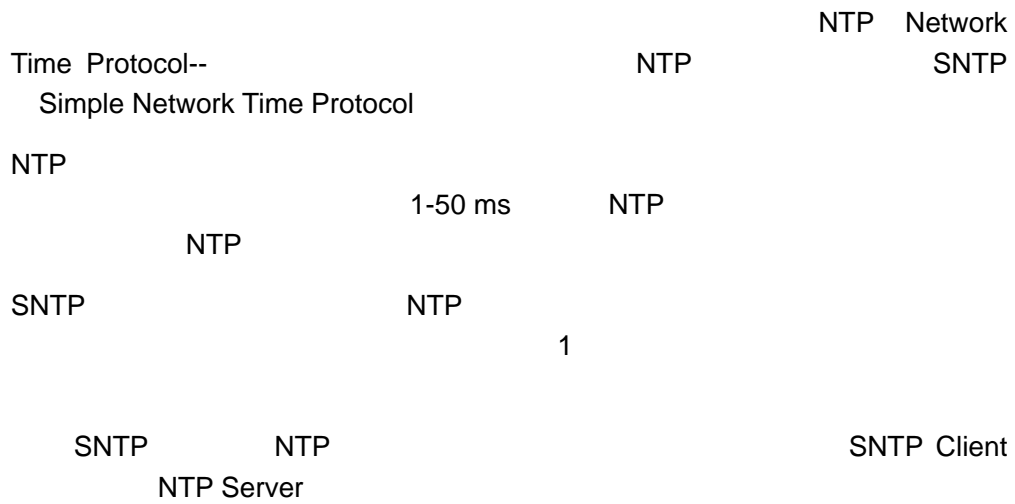 NTP Network
Time Protocol-- NTP SNTP
Simple Network Time Protocol
NTP
1-50 ms NTP
NTP
SNTP NTP
1
SNTP NTP SNTP Client
NTP Server